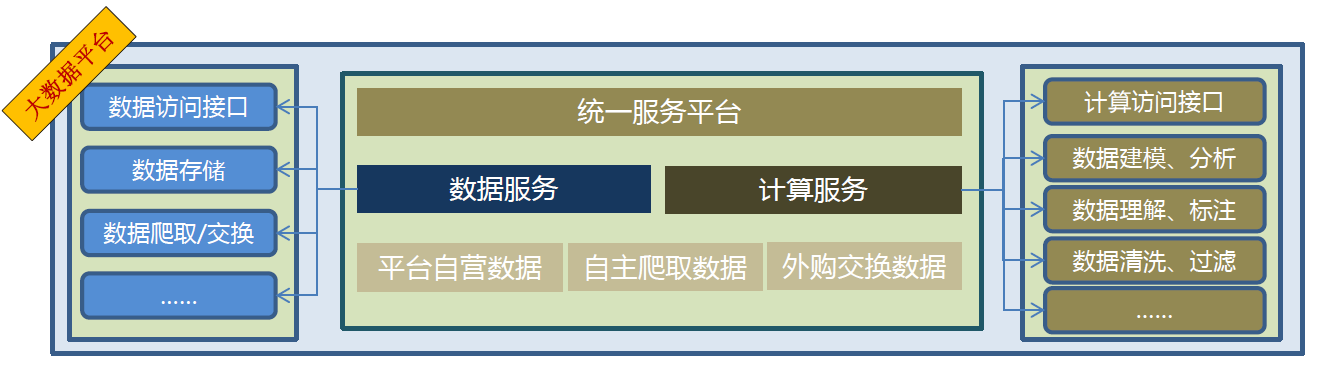 大数据平台
数据访问接口
数据存储
数据爬取/交换
......
统一服务平台
数据服务
计算服务
平台自营数据
自主爬取数据
外购交换数据
计算访问接口
数据建模、分析
数据理解、标注
数据清洗、过滤
......